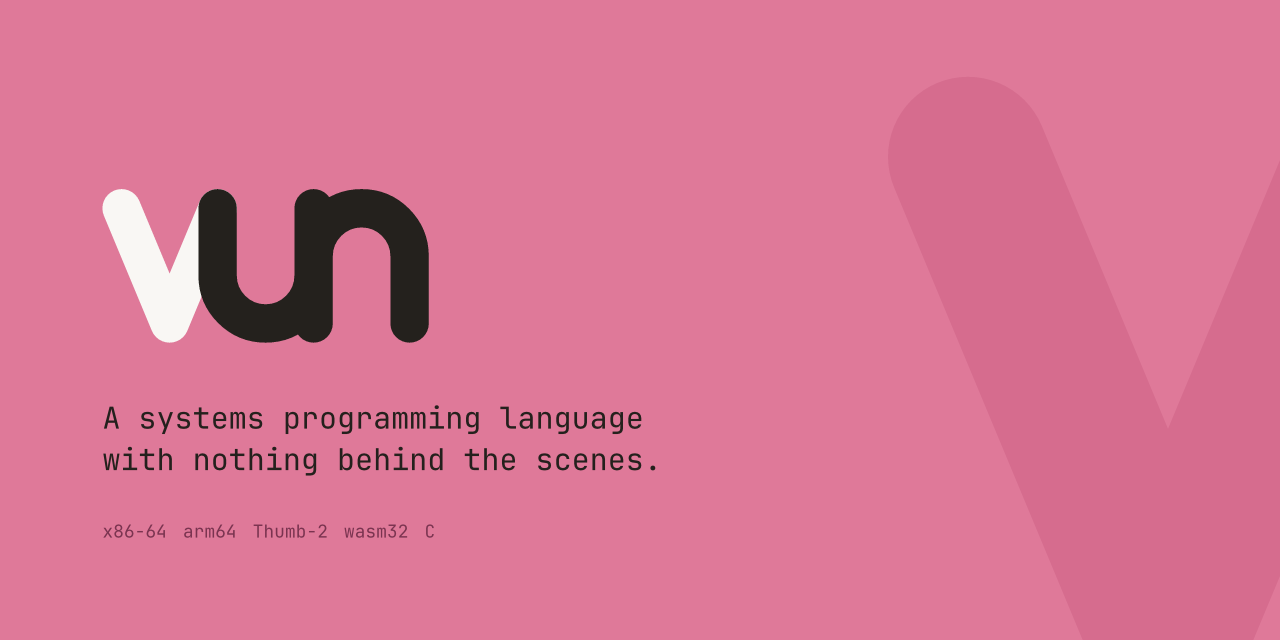 vun
A systems programming language
with nothing behind the scenes.
x86-64 arm64 Thumb-2 wasm32 C